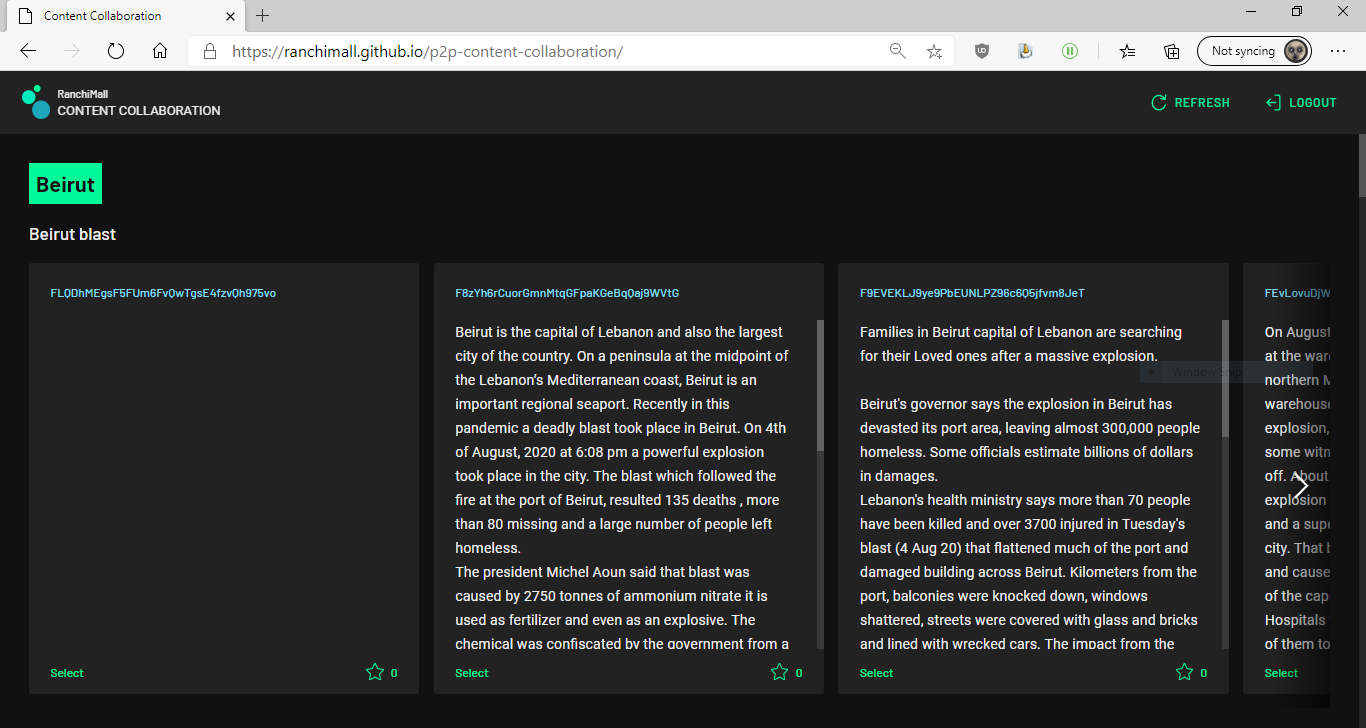 Content Collaboration
https://ranchimall.github.io/p2p-content-collaboration/
Not syncing
RanchiMall
CONTENT COLLABORATION
REFRESH
LOGOUT
Beirut
Beirut blast
FLQDhMEgsF5FUm6FvQwTgsE4fzvQh975vo
Select
0
F8zYh6rCuorGmnMtqGFpaKGeBqQaj9WVtG
Beirut is the capital of Lebanon and also the largest
city of the country. On a peninsula at the midpoint of
the Lebanon's Mediterranean coast, Beirut is an
important regional seaport. Recently in this
pandemic a deadly blast took place in Beirut. On 4th
of August, 2020 at 6:08 pm a powerful explosion
took place in the city. The blast which followed the
fire at the port of Beirut, resulted 135 deaths , more
than 80 missing and a large number of people left
homeless.
The president Michel Aoun said that blast was
caused by 2750 tonnes of ammonium nitrate it is
used as fertilizer and even as an explosive. The
chemical was confiscated by the government from a
Select
0
F9EVEKLJ9ye9PbEUNLPZ96c6Q5jfvm8JeT
Families in Beirut capital of Lebanon are searching
for their Loved ones after a massive explosion.
Window Snip
Beirut's governor says the explosion in Beirut has
devasted its port area, leaving almost 300,000 people
homeless. Some officials estimate billions of dollars
in damages.
Lebanon's health ministry says more than 70 people
have been killed and over 3700 injured in Tuesday's
blast (4 Aug 20) that flattened much of the port and
damaged building across Beirut. Kilometers from the
port, balconies were knocked down, windows
shattered, streets were covered with glass and bricks
and lined with wrecked cars. The impact from the
Select
0
FEvLovuDjW
On August
at the ware
northern M
warehouse
explosion,
some witn
off. About
explosion
and a supe
city. That b
and cause
of the cap
Hospitals
of them to
Select